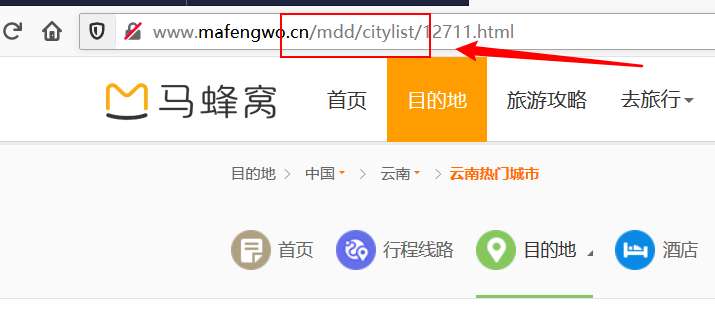 www.mafengwo.cn/mdd/citylist/12711.html
马蜂窝 首页 目的地 旅游攻略 去旅行
目的地 中国 云南 云南热门城市
首页 行程线路 目的地 酒店